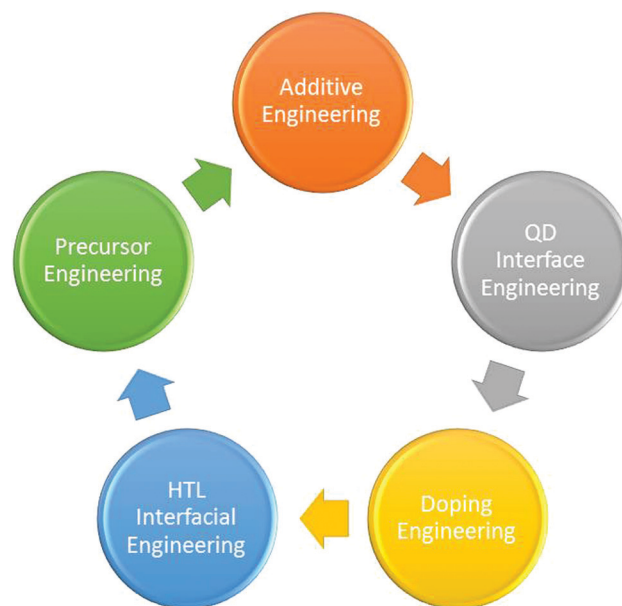 Additive
Engineering
QD
Interface
Engineering
Doping
Engineering
HTL
Interfacial
Engineering
Precursor
Engineering